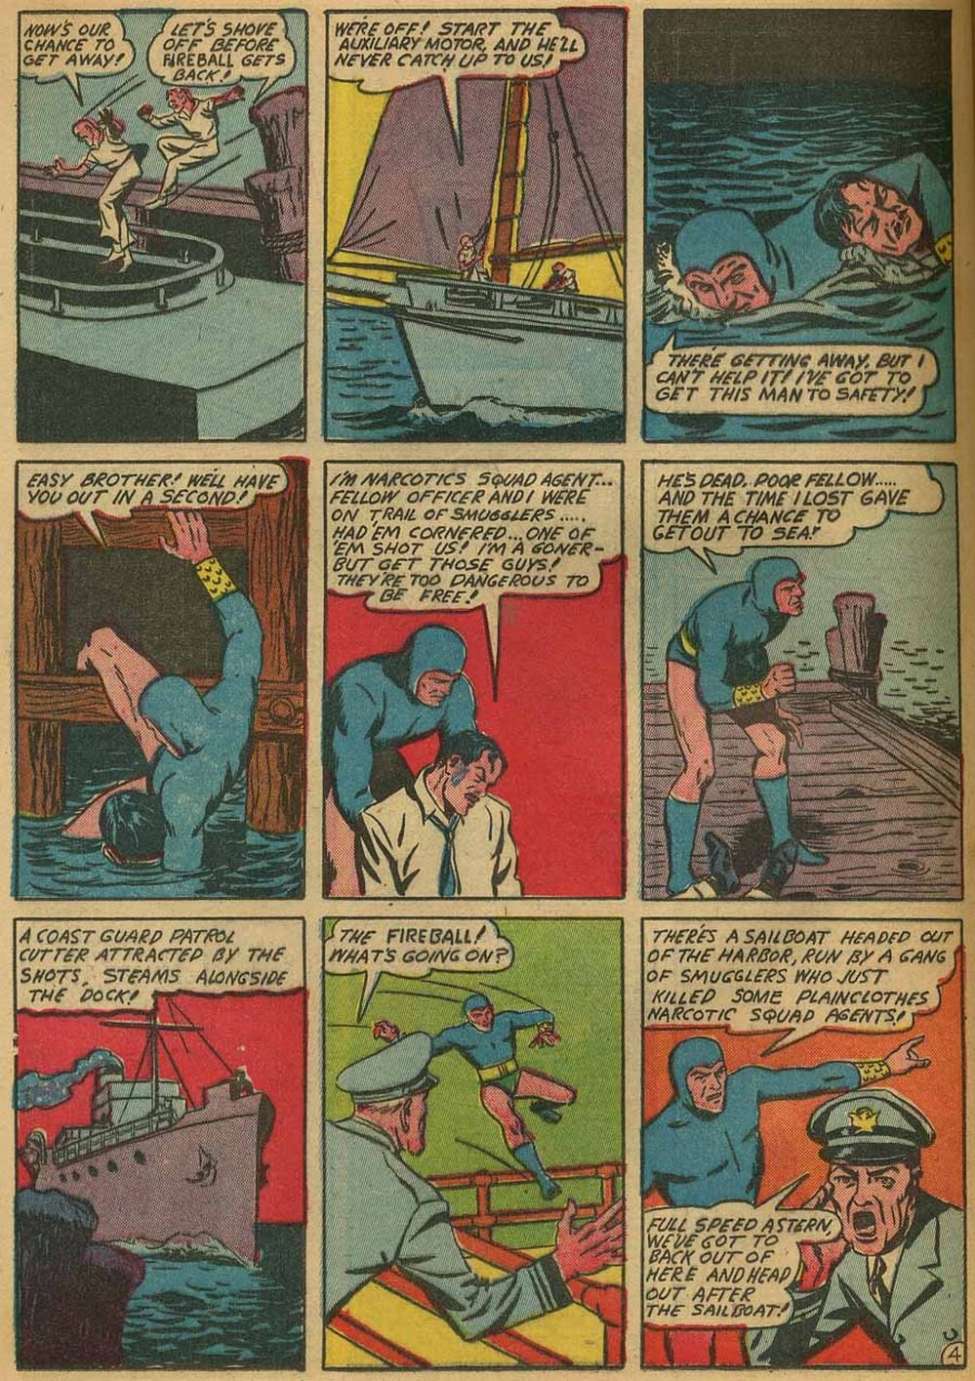 NOW'S OUR
CHANCE TO
GET AWAY!
LET'S SHOVE
OFF BEFORE
FIREBALL GETS
BACK!
WE'RE OFF! START THE
AUXILIARY MOTOR, AND HE'LL
NEVER CATCH UP TO US!
THERE GETTING AWAY, BUT I
CAN'T HELP IT! I'VE GOT TO
GET THIS MAN TO SAFETY!
EASY BROTHER! WE'LL HAVE
YOU OUT IN A SECOND!
I'M NARCOTICS SQUAD AGENT...
FELLOW OFFICER AND I WERE
ON TRAIL OF SMUGGLERS .....
HAD 'EM CORNERED... ONE OF
'EM SHOT US! I'M A GONER-
BUT GET THOSE GUYS!
THEY'RE TOO DANGEROUS TO
BE FREE!
HE'S DEAD, POOR FELLOW.....
AND THE TIME I LOST GAVE
THEM A CHANCE TO
GET OUT TO SEA!
A COAST GUARD PATROL
CUTTER ATTRACTED BY THE
SHOTS, STEAMS ALONGSIDE
THE DOCK!
THE FIREBALL!
WHAT'S GOING ON?
THERE'S A SAILBOAT HEADED OUT
OF THE HARBOR, RUN BY A GANG
OF SMUGGLERS WHO JUST
KILLED SOME PLAINCLOTHES
NARCOTIC SQUAD AGENTS!
FULL SPEED ASTERN,
WE'VE GOT TO
BACK OUT OF
HERE AND HEAD
OUT AFTER
THE SAILBOAT!
4